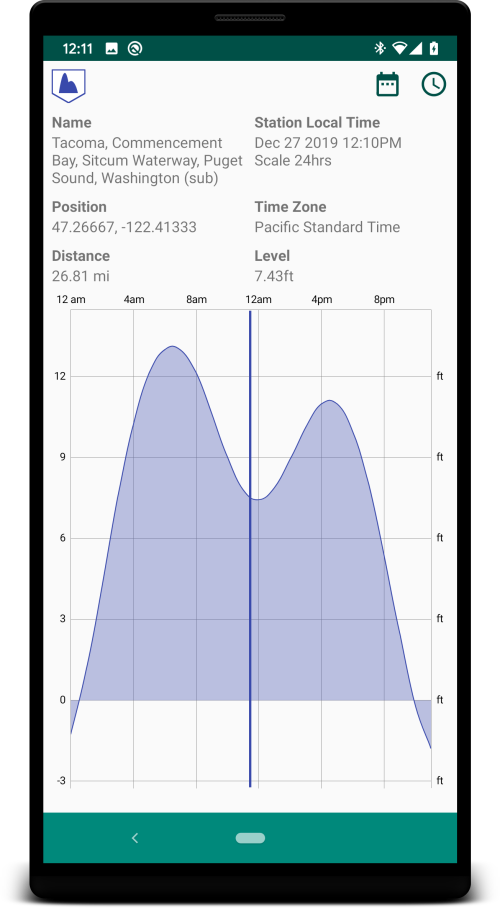 12:11
Name
Station Local Time
Tacoma, Commencement
Dec 27 2019 12:10PM
Bay, Sitcum Waterway, Puget
Scale 24hrs
Sound, Washington (sub)
Position
Time Zone
47.26667, -122.41333
Pacific Standard Time
Distance
Level
26.81 mi
7.43ft
12 am 4am 8am 12am 4pm 8pm
12 ft
9 ft
6 ft
3 ft
0 ft
-3 ft